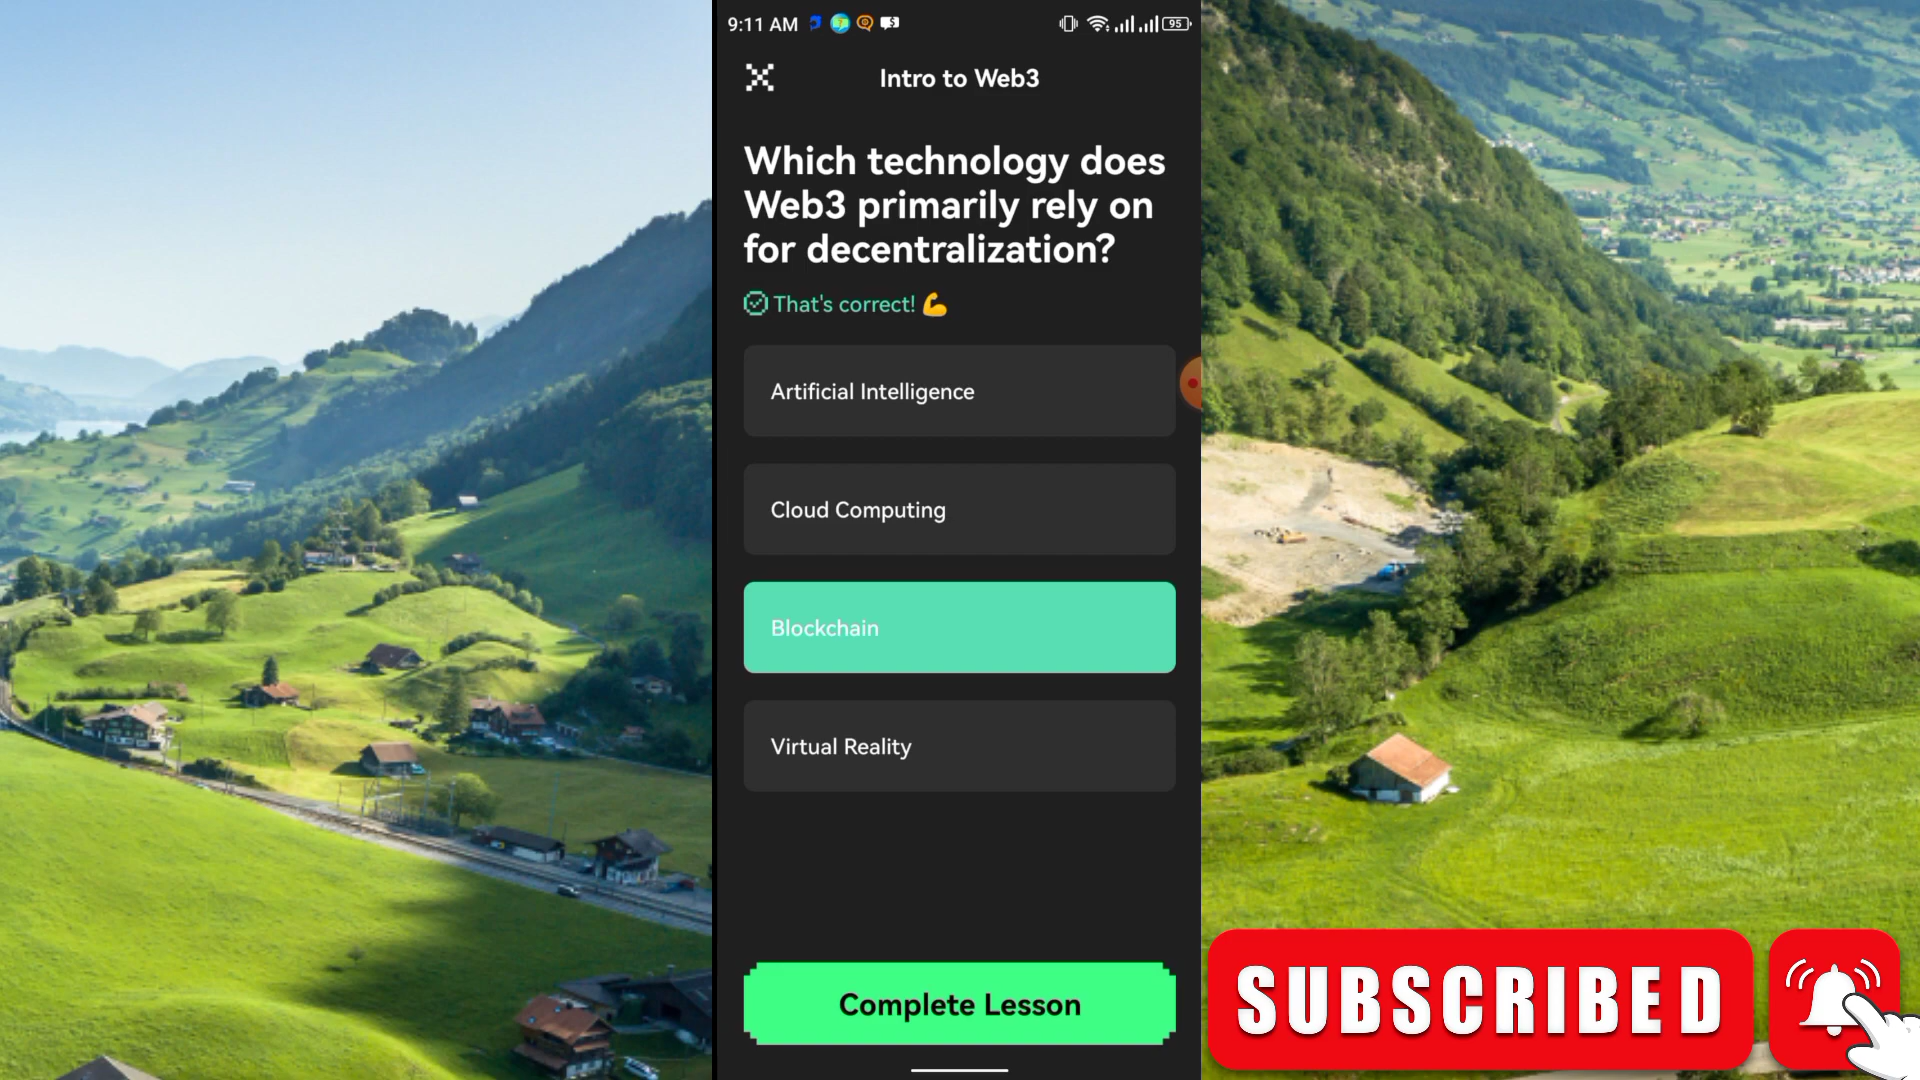 9:11 AM
95
Intro to Web3
Which technology does
Web3 primarily rely on
for decentralization?
That's correct! 💪
Artificial Intelligence
Cloud Computing
Blockchain
Virtual Reality
Complete Lesson
SUBSCRIBED